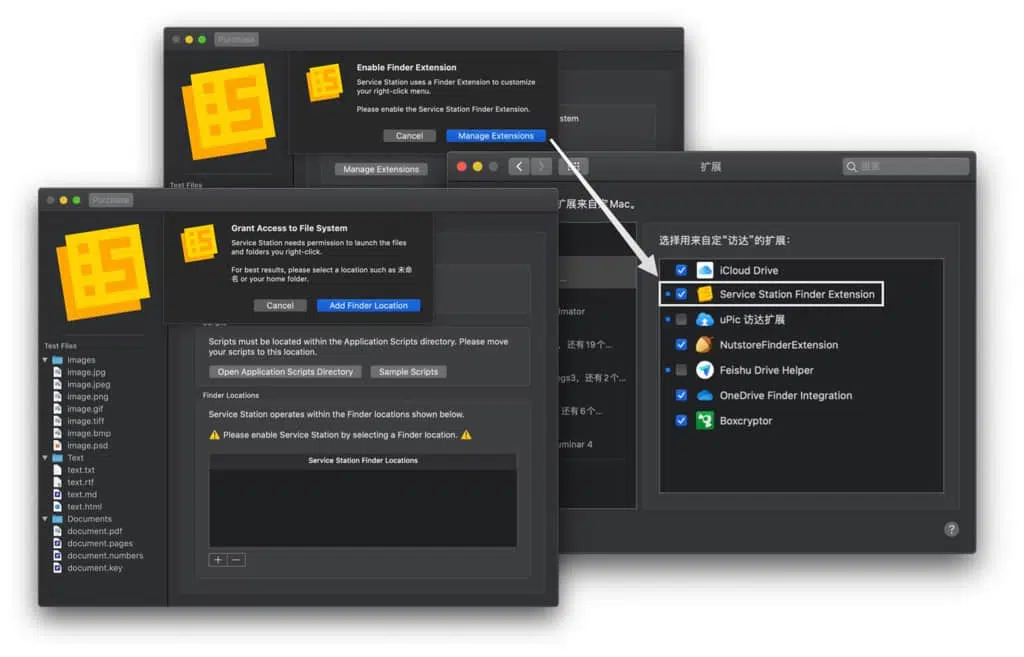 Purchase
Enable Finder Extension
Service Station uses a Finder Extension to customize
your right-click menu.
Please enable the Service Station Finder Extension.
Cancel
Manage Extensions
stem
Manage Extensions
Test Files
扩展
搜索
扩展来自定Mac。
选择用来自定“访达”的扩展:
iCloud Drive
Service Station Finder Extension
uPic 访达扩展
NutstoreFinderExtension
Feishu Drive Helper
OneDrive Finder Integration
Boxcryptor
...
lmator
, 还有19个...
egs3, 还有2个...
还有6个...
uminar 4
?
Purchase
Grant Access to File System
Service Station needs permission to launch the files
and folders you right-click.
For best results, please select a location such as 未命
名 or your home folder.
Cancel
Add Finder Location
Scripts
Scripts must be located within the Application Scripts directory. Please move
your scripts to this location.
Open Application Scripts Directory
Sample Scripts
Finder Locations
Service Station operates within the Finder locations shown below.
Please enable Service Station by selecting a Finder location.
Service Station Finder Locations
Test Files
Images
image.jpg
image.jpeg
image.png
image.gif
image.tiff
image.bmp
image.psd
Text
text.txt
text.rtf
text.md
text.html
Documents
document.pdf
document.pages
document.numbers
document.key